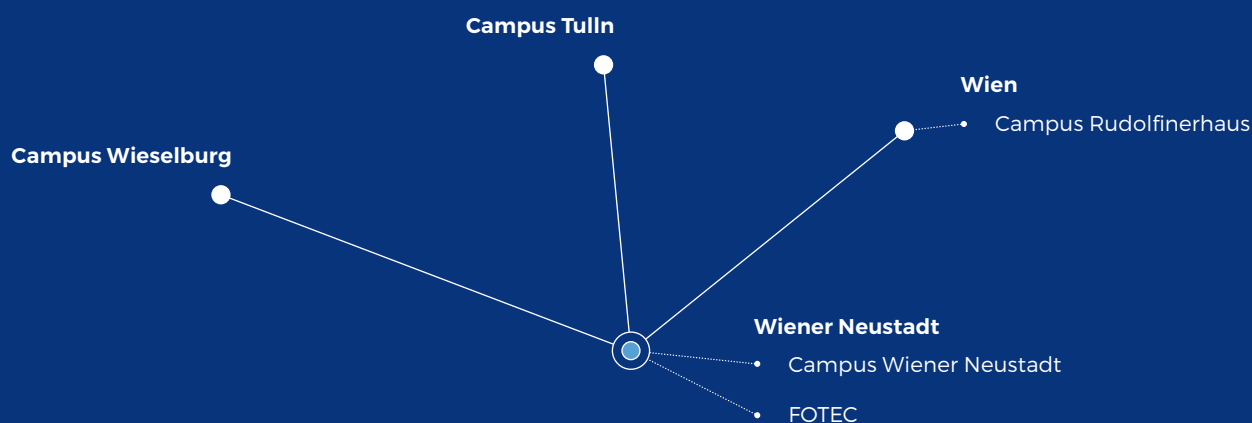 Campus Tulln
Wien
Campus Rudolfinerhaus
Campus Wieselburg
Wiener Neustadt
Campus Wiener Neustadt
FOTEC